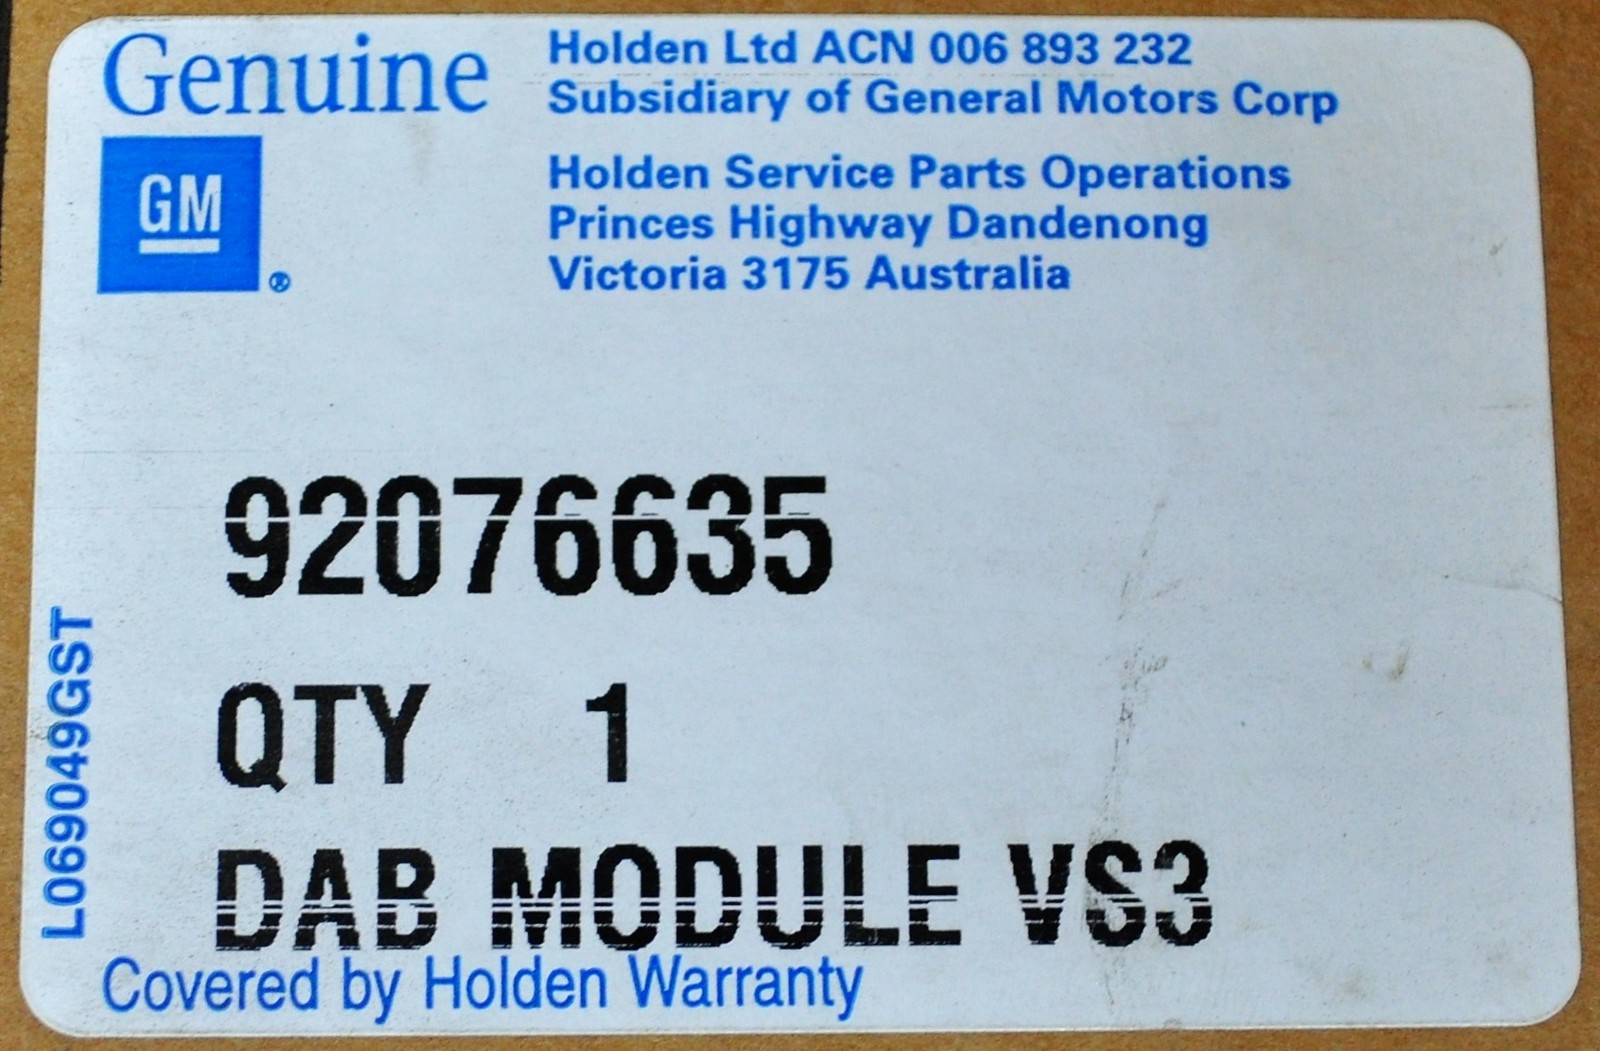 Genuine
GM
®
Holden Ltd ACN 006 893 232
Subsidiary of General Motors Corp
Holden Service Parts Operations
Princes Highway Dandenong
Victoria 3175 Australia
92076635
QTY 1
DAB MODULE VS3
Covered by Holden Warranty
L069049GST